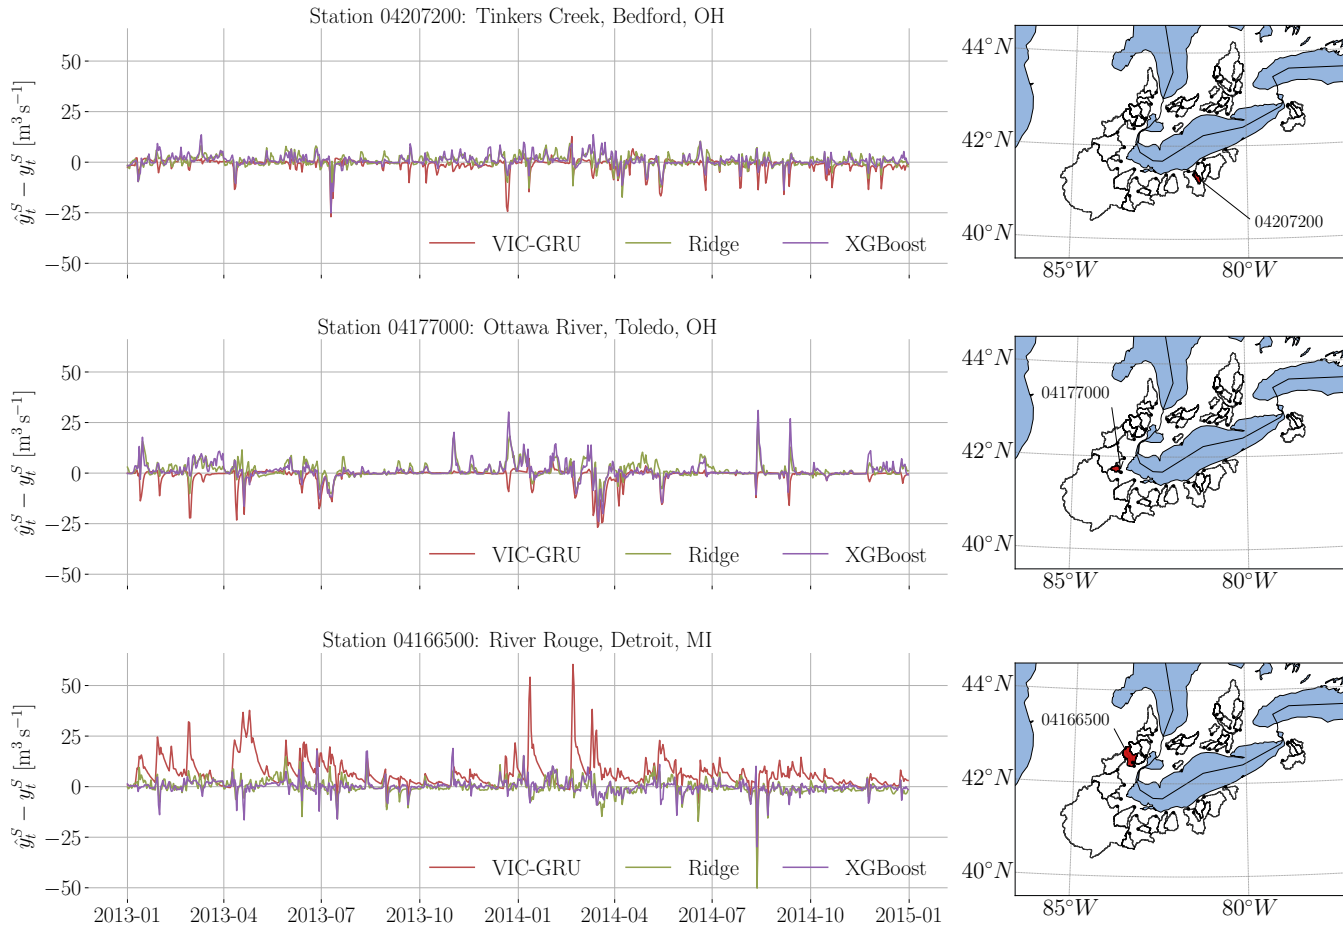 Station 04207200: Tinkers Creek, Bedford, OH
50
25
0
−25
−50
ŷ_t^S − y_t^S [m³ s⁻¹]
VIC-GRU Ridge XGBoost
44°N
42°N
40°N
04207200
85°W 80°W
Station 04177000: Ottawa River, Toledo, OH
50
25
0
−25
−50
ŷ_t^S − y_t^S [m³ s⁻¹]
VIC-GRU Ridge XGBoost
44°N
04177000
42°N
40°N
85°W 80°W
Station 04166500: River Rouge, Detroit, MI
50
25
0
−25
−50
ŷ_t^S − y_t^S [m³ s⁻¹]
VIC-GRU Ridge XGBoost
2013-01 2013-04 2013-07 2013-10 2014-01 2014-04 2014-07 2014-10 2015-01
44°N
04166500
42°N
40°N
85°W 80°W